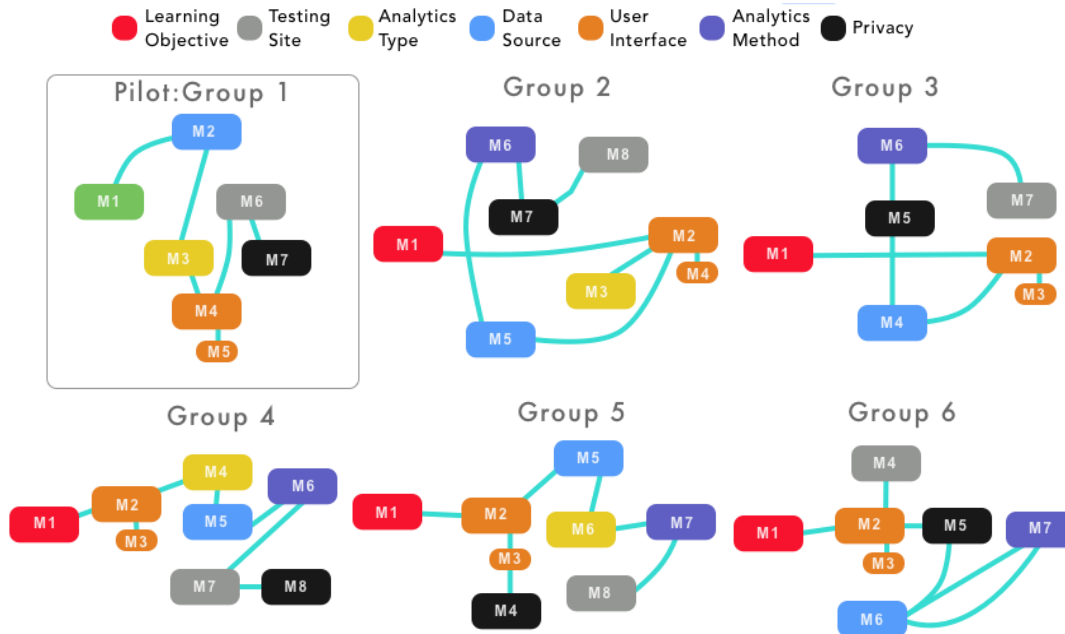 Learning Objective
Testing Site
Analytics Type
Data Source
User Interface
Analytics Method
Privacy
Pilot:Group 1
M2
M1
M6
M3
M7
M4
M5
Group 2
M6
M8
M7
M1
M2
M4
M3
M5
Group 3
M6
M7
M5
M1
M2
M3
M4
Group 4
M4
M6
M2
M1
M5
M3
M7
M8
Group 5
M5
M1
M2
M6
M7
M3
M8
M4
Group 6
M4
M1
M2
M5
M7
M3
M6